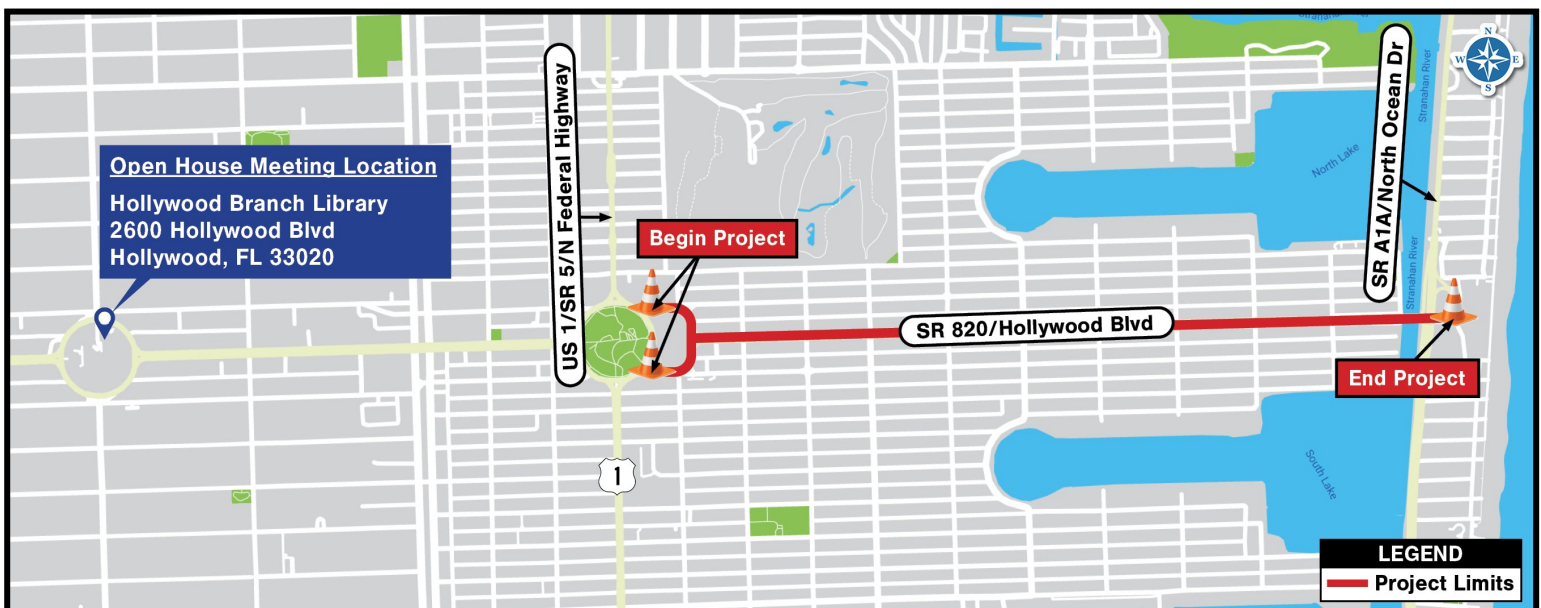 Open House Meeting Location
Hollywood Branch Library
2600 Hollywood Blvd
Hollywood, FL 33020
US 1/SR 5/N Federal Highway
Begin Project
SR 820/Hollywood Blvd
SR A1A/North Ocean Dr
End Project
1
North Lake
South Lake
Stranahan River
Stranahan River
N
W
E
S
LEGEND
Project Limits